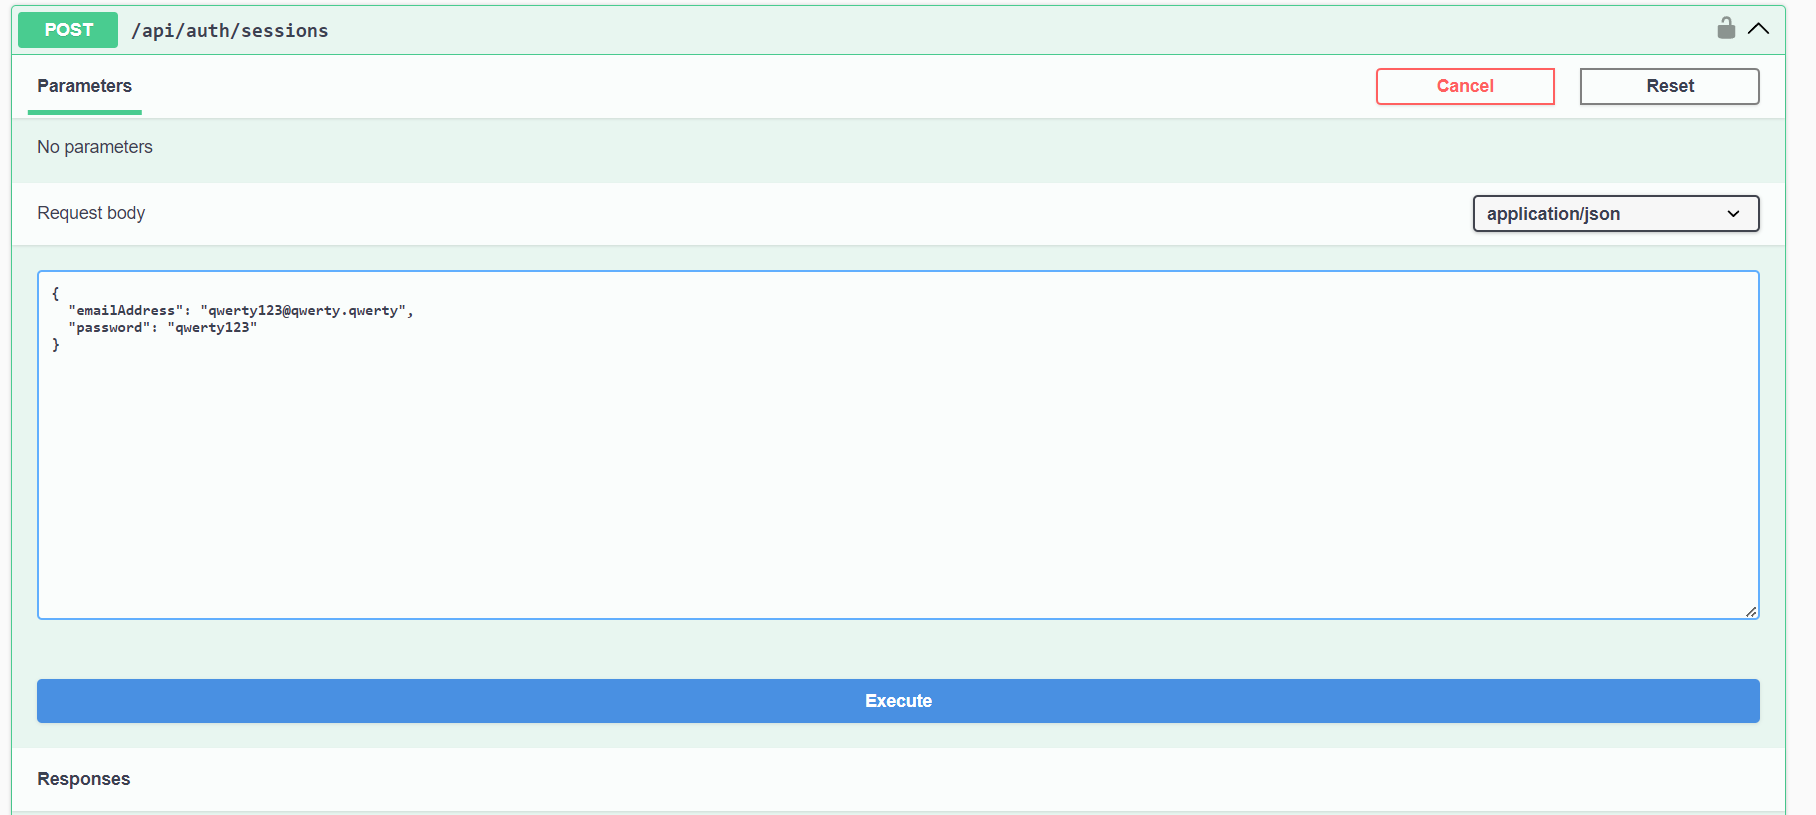 POST /api/auth/sessions
Parameters
Cancel
Reset
No parameters
Request body
application/json
{
  "emailAddress": "qwerty123@qwerty.qwerty",
  "password": "qwerty123"
}
Execute
Responses